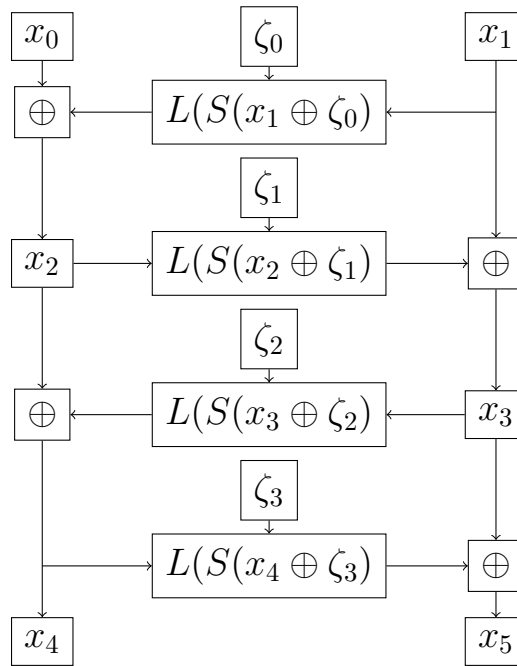 x₀ ζ₀ x₁
⊕ L(S(x₁ ⊕ ζ₀)
ζ₁
x₂ L(S(x₂ ⊕ ζ₁) ⊕
ζ₂
⊕ L(S(x₃ ⊕ ζ₂) x₃
ζ₃
L(S(x₄ ⊕ ζ₃) ⊕
x₄ x₅